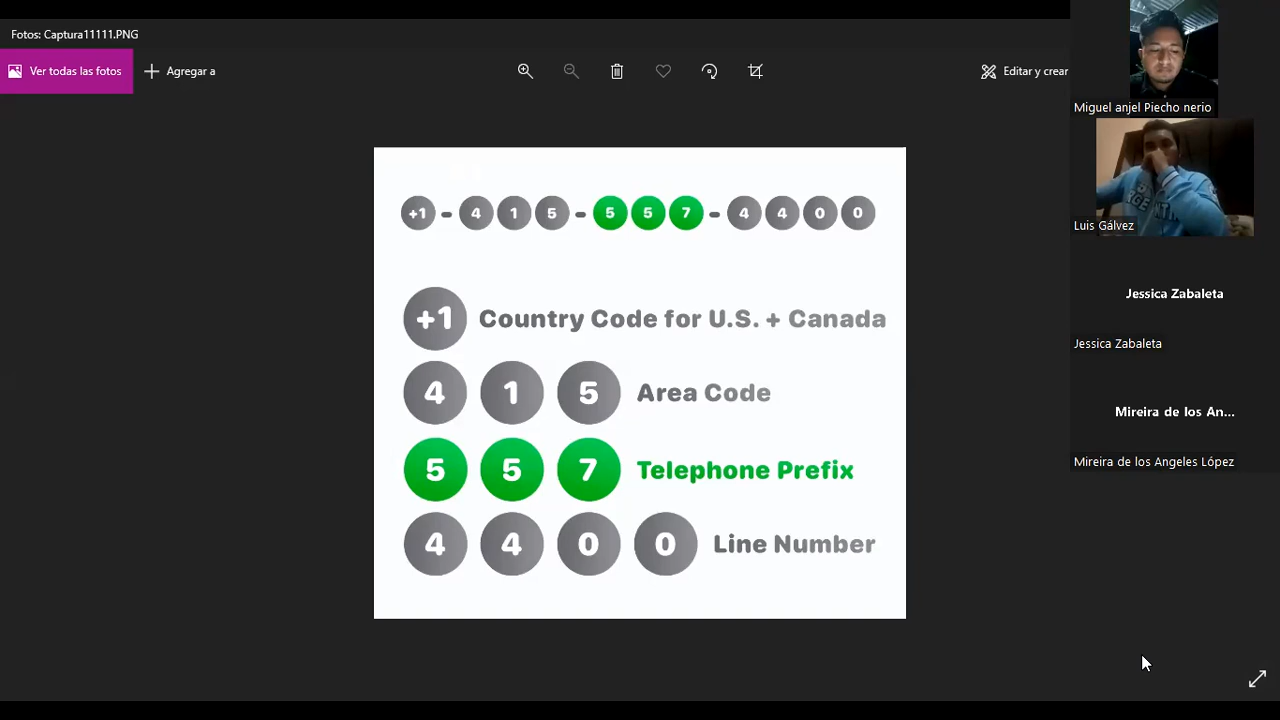 Fotos: Captura11111.PNG
Ver todas las fotos
Agregar a
Editar y crear
+1 - 4 1 5 - 5 5 7 - 4 4 0 0
+1 Country Code for U.S. + Canada
4 1 5 Area Code
5 5 7 Telephone Prefix
4 4 0 0 Line Number
Miguel anjel Piecho nerio
Luis Gálvez
Jessica Zabaleta
Jessica Zabaleta
Mireira de los An...
Mireira de los Angeles López